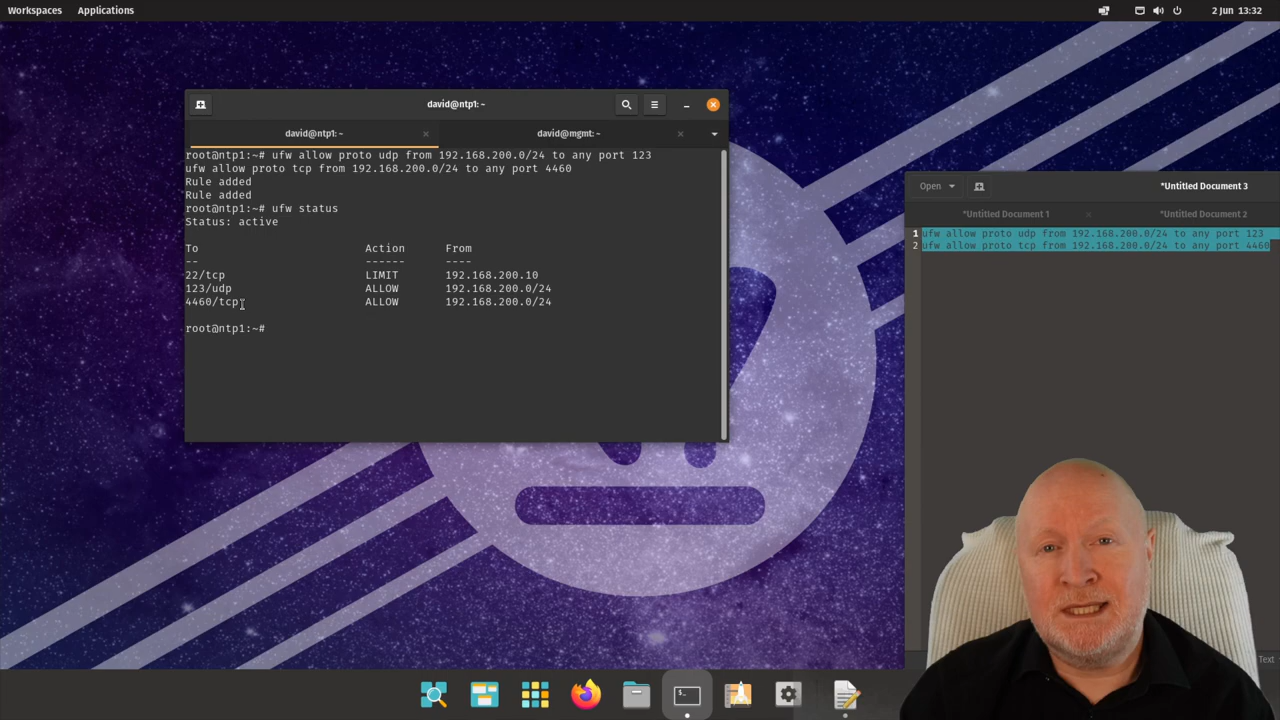 Workspaces Applications 2 Jun 13:32
david@ntp1: ~
david@ntp1: ~ × david@mgmt: ~ ×
root@ntp1:~# ufw allow proto udp from 192.168.200.0/24 to any port 123
ufw allow proto tcp from 192.168.200.0/24 to any port 4460
Rule added
Rule added
root@ntp1:~# ufw status
Status: active
To Action From
-- ------ ----
22/tcp LIMIT 192.168.200.10
123/udp ALLOW 192.168.200.0/24
4460/tcp ALLOW 192.168.200.0/24
root@ntp1:~#
Open *Untitled Document 3
*Untitled Document 1 × *Untitled Document 2
1 ufw allow proto udp from 192.168.200.0/24 to any port 123
2 ufw allow proto tcp from 192.168.200.0/24 to any port 4460
Text